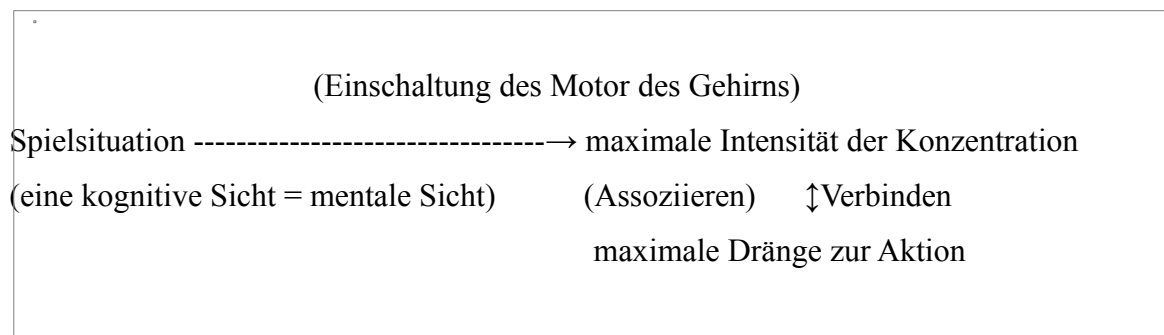 (Einschaltung des Motor des Gehirns)
Spielsituation ---------------------------------→ maximale Intensität der Konzentration
(eine kognitive Sicht = mentale Sicht) (Assoziieren) ↕Verbinden
maximale Dränge zur Aktion